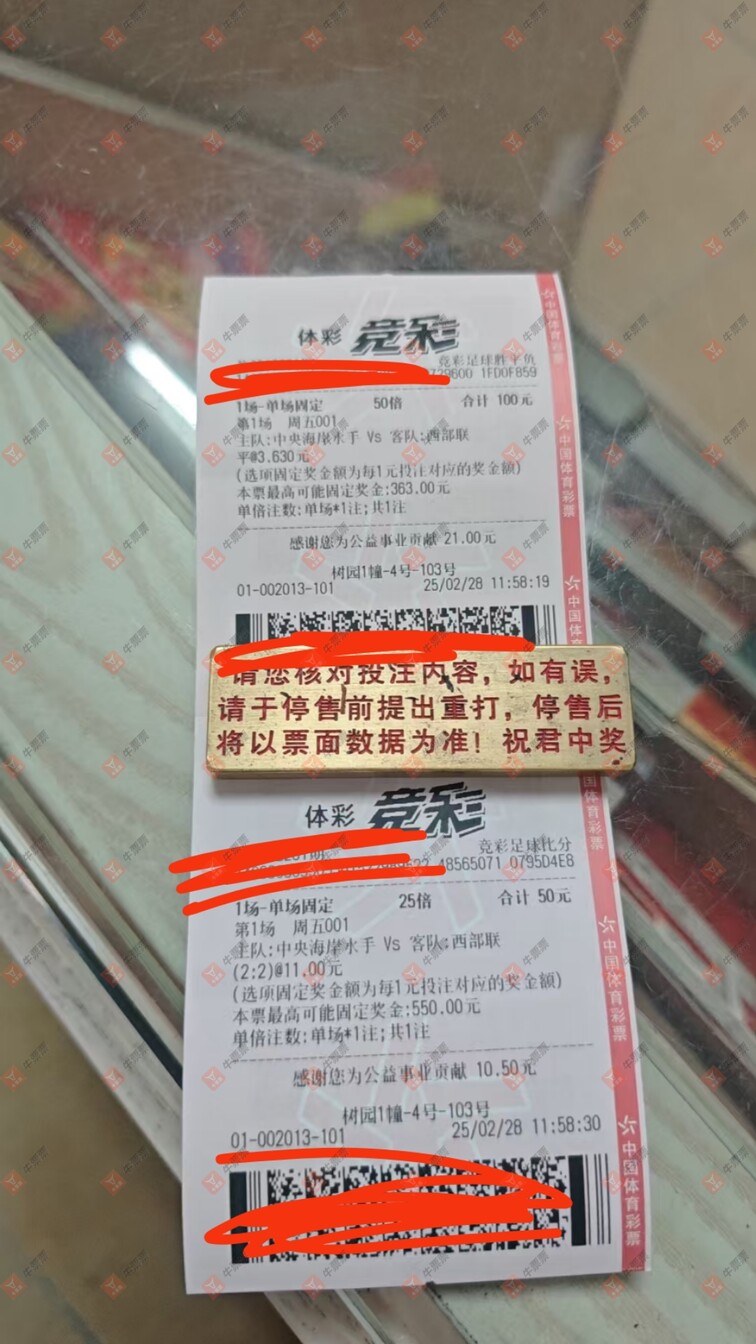 体彩 竞彩
竞彩足球胜平负
729600 1FD0F859
1场-单场固定 50倍 合计 100元
第1场 周五001
主队:中央海岸水手 Vs 客队:西部联
平@3.630元
(选项固定奖金额为每1元投注对应的奖金额)
本票最高可能固定奖金:363.00元
单倍注数:单场*1注;共1注
感谢您为公益事业贡献 21.00元
树园1幢-4号-103号
01-002013-101 25/02/28 11:58:19
请您核对投注内容，如有误，
请于停售前提出重打，停售后
将以票面数据为准！祝君中奖
体彩 竞彩
竞彩足球比分
48565071 0795D4E8
1场-单场固定 25倍 合计 50元
第1场 周五001
主队:中央海岸水手 Vs 客队:西部联
(2:2)@11.00元
(选项固定奖金额为每1元投注对应的奖金额)
本票最高可能固定奖金:550.00元
单倍注数:单场*1注;共1注
感谢您为公益事业贡献 10.50元
树园1幢-4号-103号
01-002013-101 25/02/28 11:58:30
中国体育彩票
牛票票